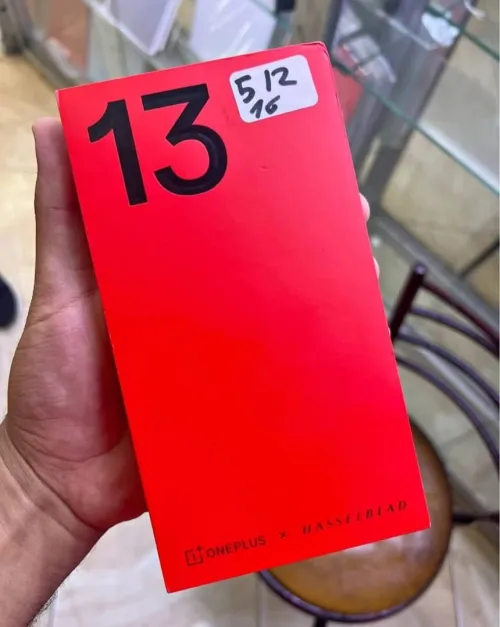 13
512
16
ONEPLUS × HASSELBLAD